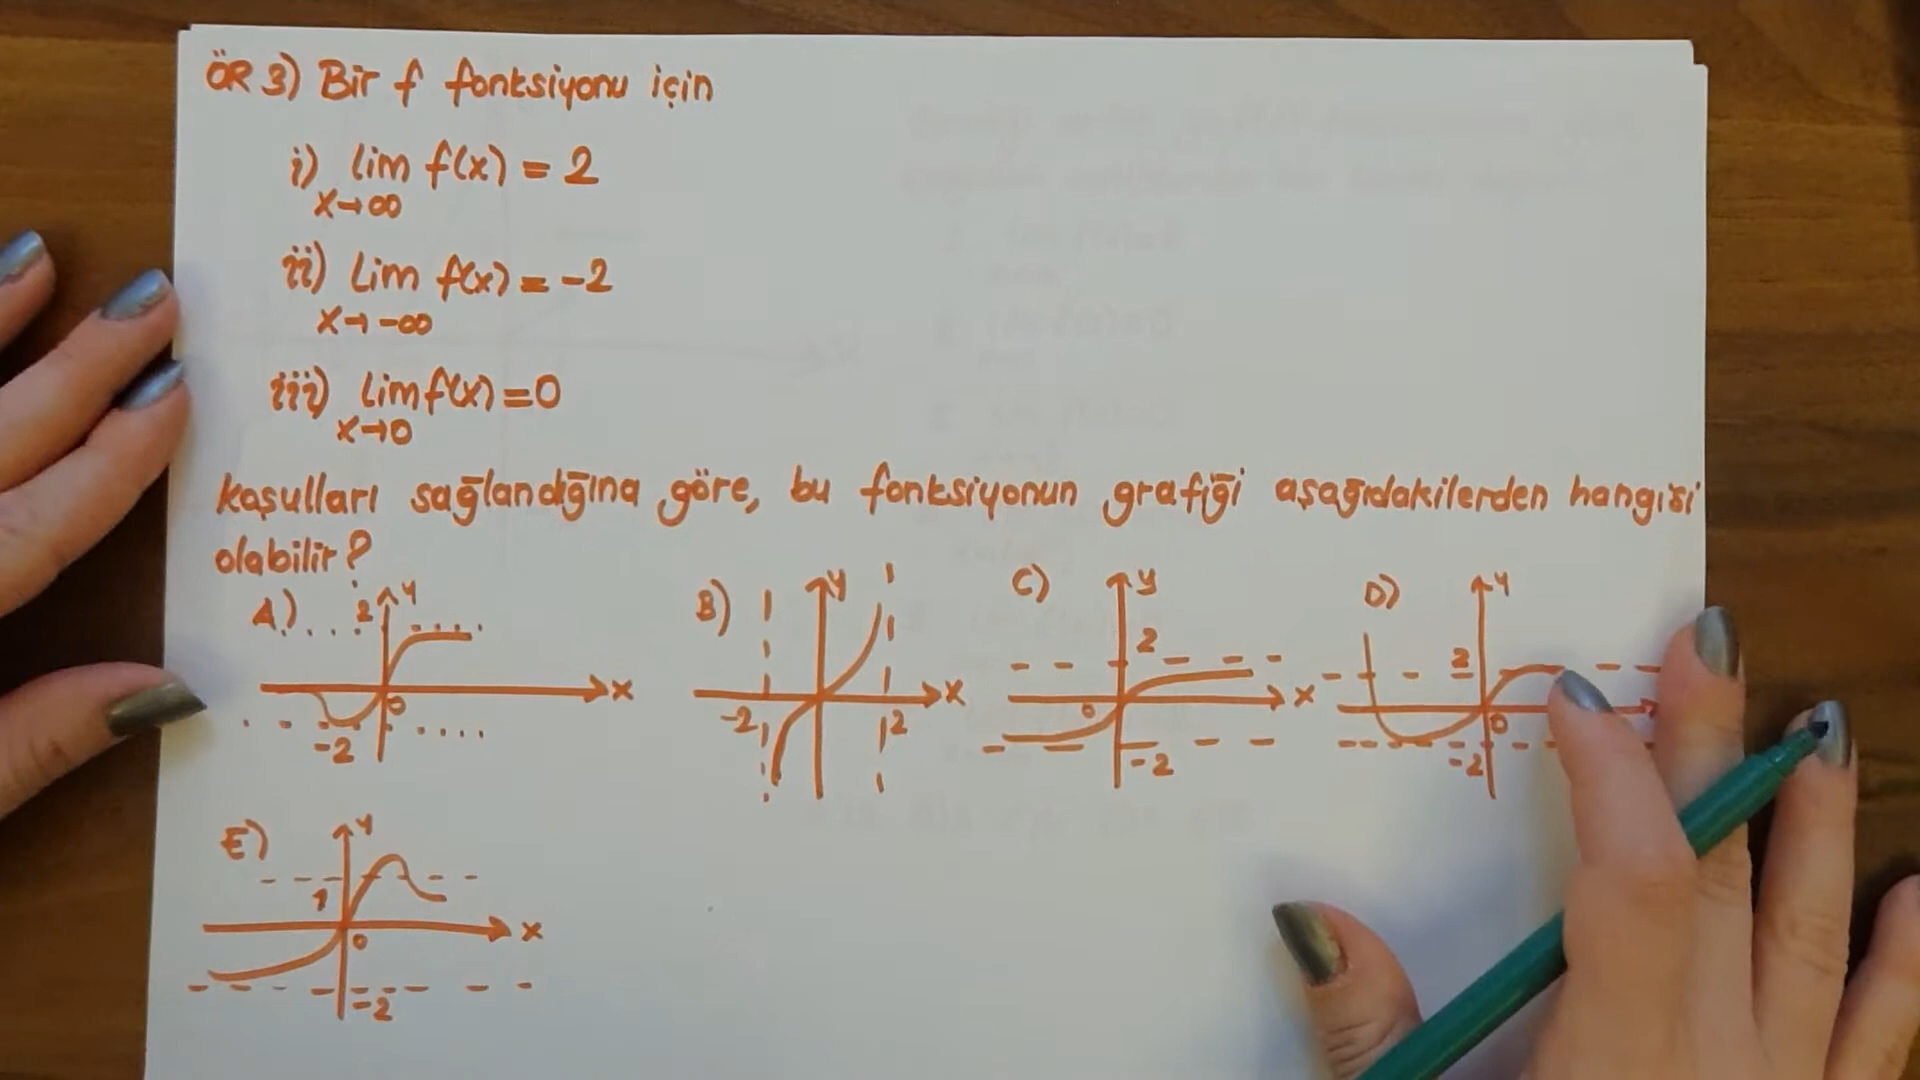 ÖR 3) Bir f fonksiyonu için
i) lim f(x) = 2
x→∞
ii) lim f(x) = -2
x→-∞
iii) lim f(x) = 0
x→0
koşulları sağlandığına göre, bu fonksiyonun grafiği aşağıdakilerden hangisi
olabilir?
A) 2 y x 0 -2
B) y x -2 2
C) y 2 x 0 -2
D) y 2 0 -2
E) y 1 x 0 -2